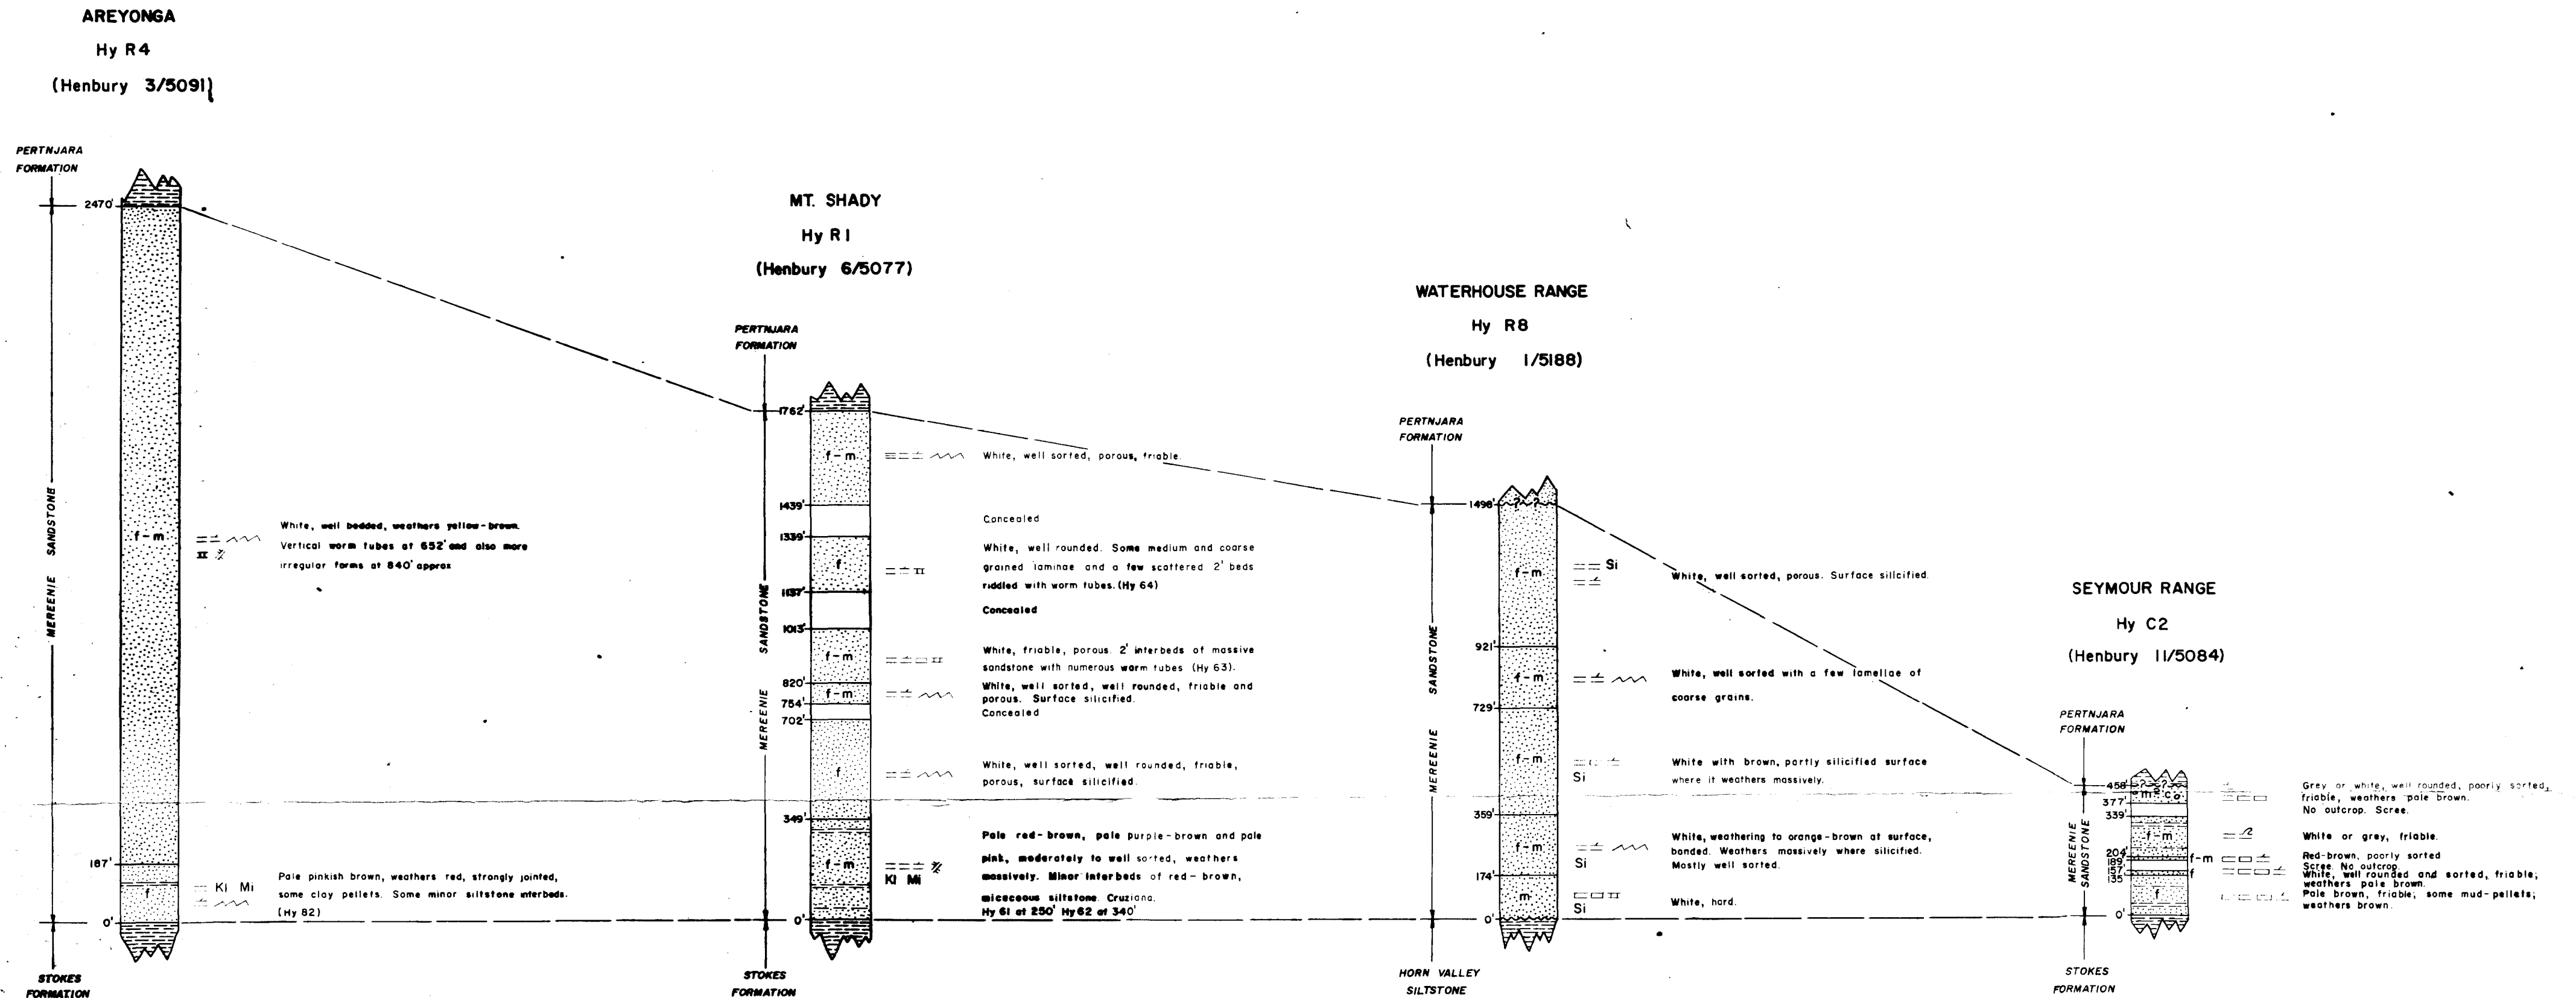 AREYONGA
Hy R4
(Henbury 3/5091)
PERTNJARA
FORMATION
2470'
MEREENIE SANDSTONE
f-m
White, well bedded, weathers yellow-brown.
Vertical worm tubes at 652' and also more
irregular forms at 840' approx
187'
f
Kl Mi
Pale pinkish brown, weathers red, strongly jointed,
some clay pellets. Some minor siltstone interbeds.
(Hy 82)
0'
STOKES
FORMATION
MT. SHADY
Hy R1
(Henbury 6/5077)
PERTNJARA
FORMATION
1762'
MEREENIE SANDSTONE
f-m
White, well sorted, porous, friable.
1439'
Concealed
1339'
f
White, well rounded. Some medium and coarse
grained laminae and a few scattered 2' beds
riddled with worm tubes. (Hy 64)
1137'
Concealed
1013'
f-m
White, friable, porous. 2' interbeds of massive
sandstone with numerous worm tubes (Hy 63).
820'
f-m
White, well sorted, well rounded, friable and
porous. Surface silicified.
754'
Concealed
702'
f
White, well sorted, well rounded, friable,
porous, surface silicified.
349'
f-m
Kl Mi
Pale red-brown, pale purple-brown and pale
pink, moderately to well sorted, weathers
massively. Minor interbeds of red-brown,
micaceous siltstone. Cruziana.
Hy 61 at 250' Hy 62 at 340'
0'
STOKES
FORMATION
WATERHOUSE RANGE
Hy R8
(Henbury 1/5188)
PERTNJARA
FORMATION
1498'
? ?
MEREENIE SANDSTONE
f-m
Si
White, well sorted, porous. Surface silicified.
921'
f-m
White, well sorted with a few lamellae of
coarse grains.
729'
f-m
Si
White with brown, partly silicified surface
where it weathers massively.
359'
f-m
Si
White, weathering to orange-brown at surface,
banded. Weathers massively where silicified.
Mostly well sorted.
174'
m
Si
White, hard.
0'
HORN VALLEY
SILTSTONE
SEYMOUR RANGE
Hy C2
(Henbury 11/5084)
PERTNJARA
FORMATION
458'
? ?
MEREENIE
SANDSTONE
m-co
Grey or white, well rounded, poorly sorted,
friable, weathers pale brown.
377'
No outcrop. Scree.
339'
f-m
White or grey, friable.
204'
f-m
Red-brown, poorly sorted
189'
Scree. No outcrop.
157'
f
White, well rounded and sorted, friable;
weathers pale brown.
135'
f
Pale brown, friable; some mud-pellets;
weathers brown.
0'
STOKES
FORMATION